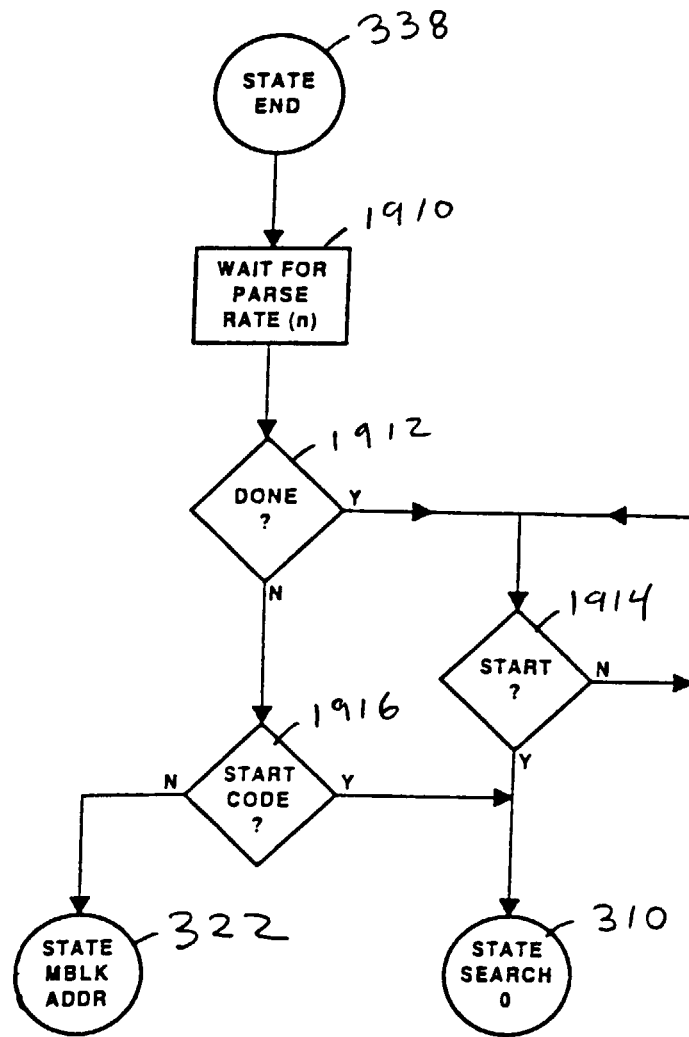 338
STATE
END
1910
WAIT FOR
PARSE
RATE (n)
1912
DONE
?
Y
N
1914
START
?
N
Y
1916
START
CODE
?
N
Y
322
STATE
MBLK
ADDR
310
STATE
SEARCH
0